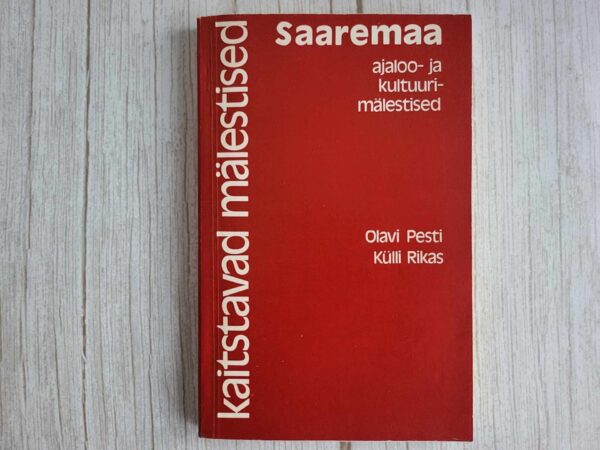 kaitstavad mälestised
Saaremaa
ajaloo- ja
kultuuri-
mälestised
Olavi Pesti
Külli Rikas